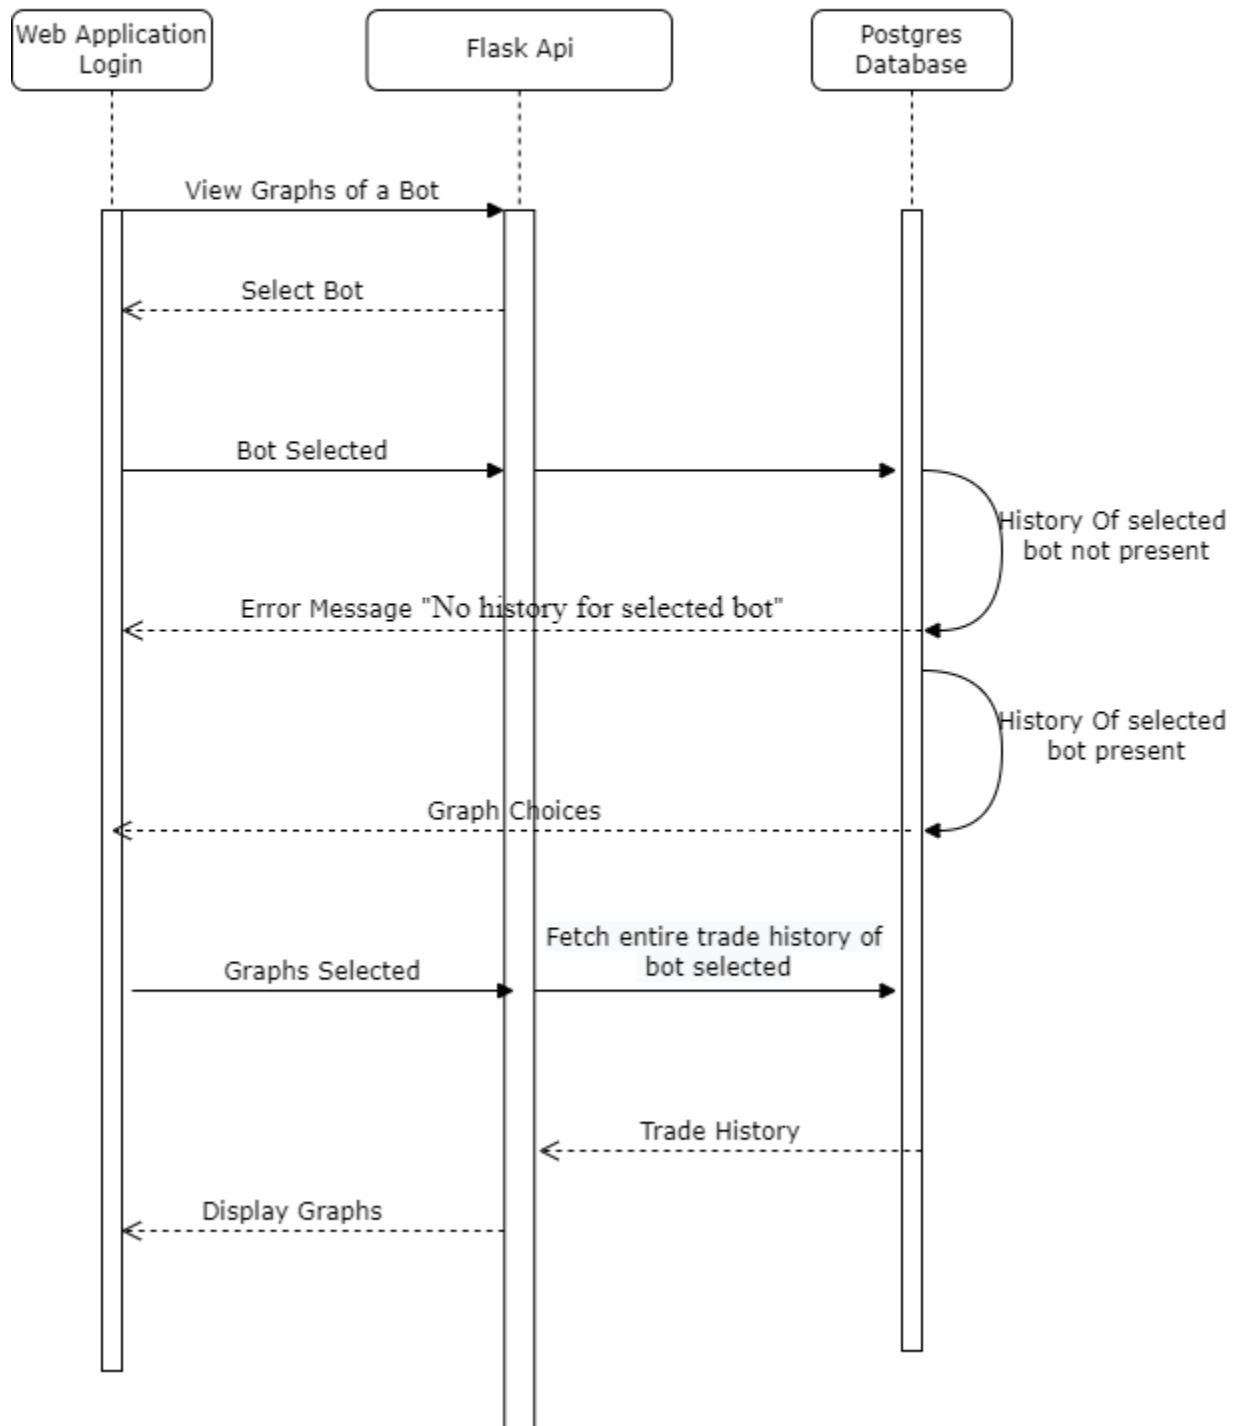 Web Application
Login
Flask Api
Postgres
Database
View Graphs of a Bot
Select Bot
Bot Selected
History Of selected
bot not present
Error Message "No history for selected bot"
History Of selected
bot present
Graph Choices
Fetch entire trade history of
bot selected
Graphs Selected
Trade History
Display Graphs